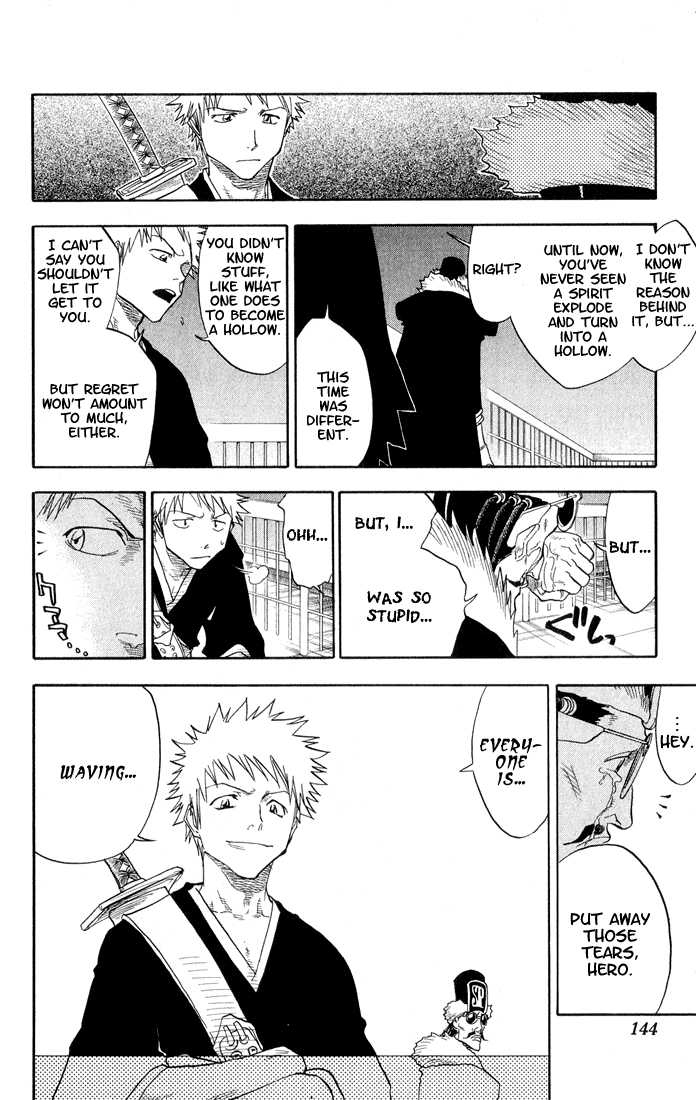 I DON'T
KNOW
THE
REASON
BEHIND
IT, BUT...
UNTIL NOW,
YOU'VE
NEVER SEEN
A SPIRIT
EXPLODE
AND TURN
INTO A
HOLLOW.
RIGHT?
THIS
TIME
WAS
DIFFER-
ENT.
YOU DIDN'T
KNOW
STUFF,
LIKE WHAT
ONE DOES
TO BECOME
A HOLLOW.
I CAN'T
SAY YOU
SHOULDN'T
LET IT
GET TO
YOU.
BUT REGRET
WON'T AMOUNT
TO MUCH,
EITHER.
BUT...
BUT, I...
WAS SO
STUPID...
ぐしっ
OHH...
...
HEY.
PUT AWAY
THOSE
TEARS,
HERO.
EVERY-
ONE
IS...
WAVING...
144